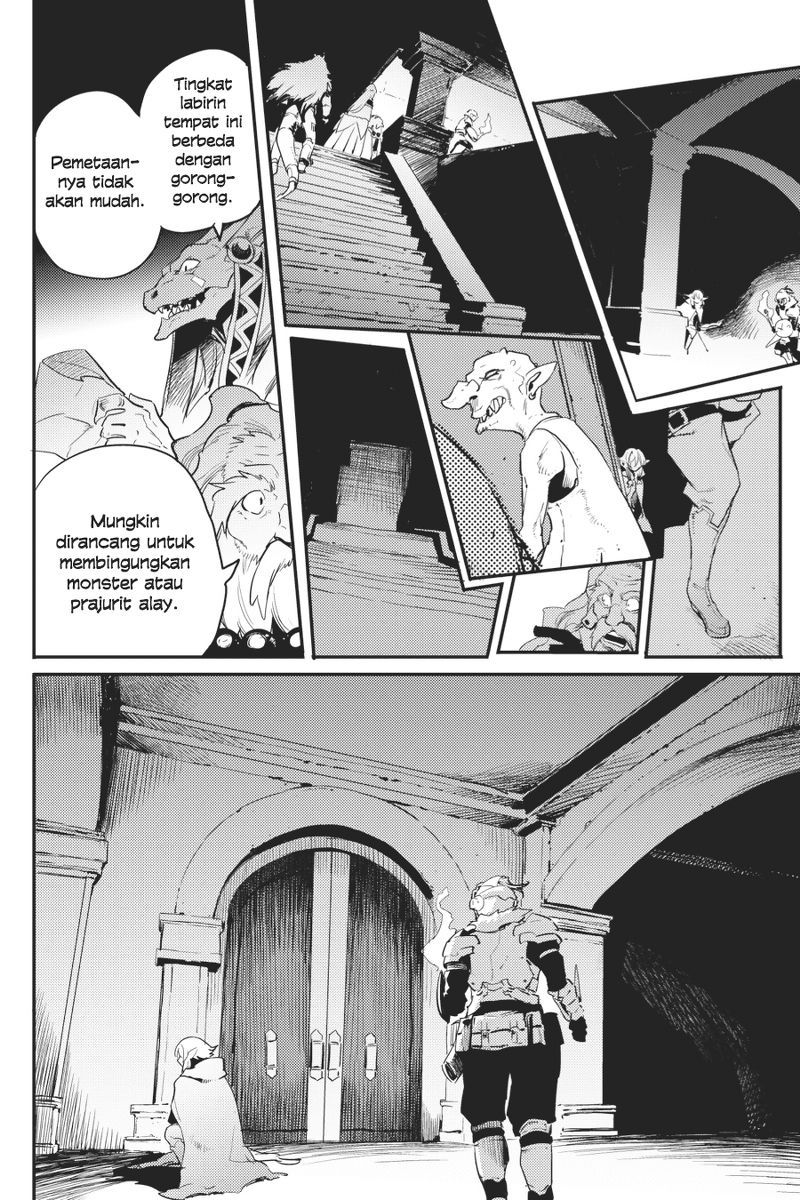 Tingkat
labirin
tempat ini
berbeda
dengan
gorong-
gorong.
Pemetaan-
nya tidak
akan mudah.
Mungkin
dirancang untuk
membingungkan
monster atau
prajurit alay.